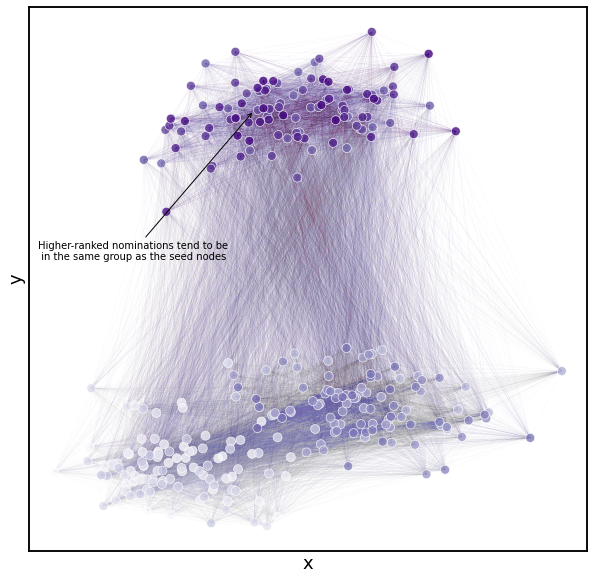 Higher-ranked nominations tend to be
in the same group as the seed nodes
y
x